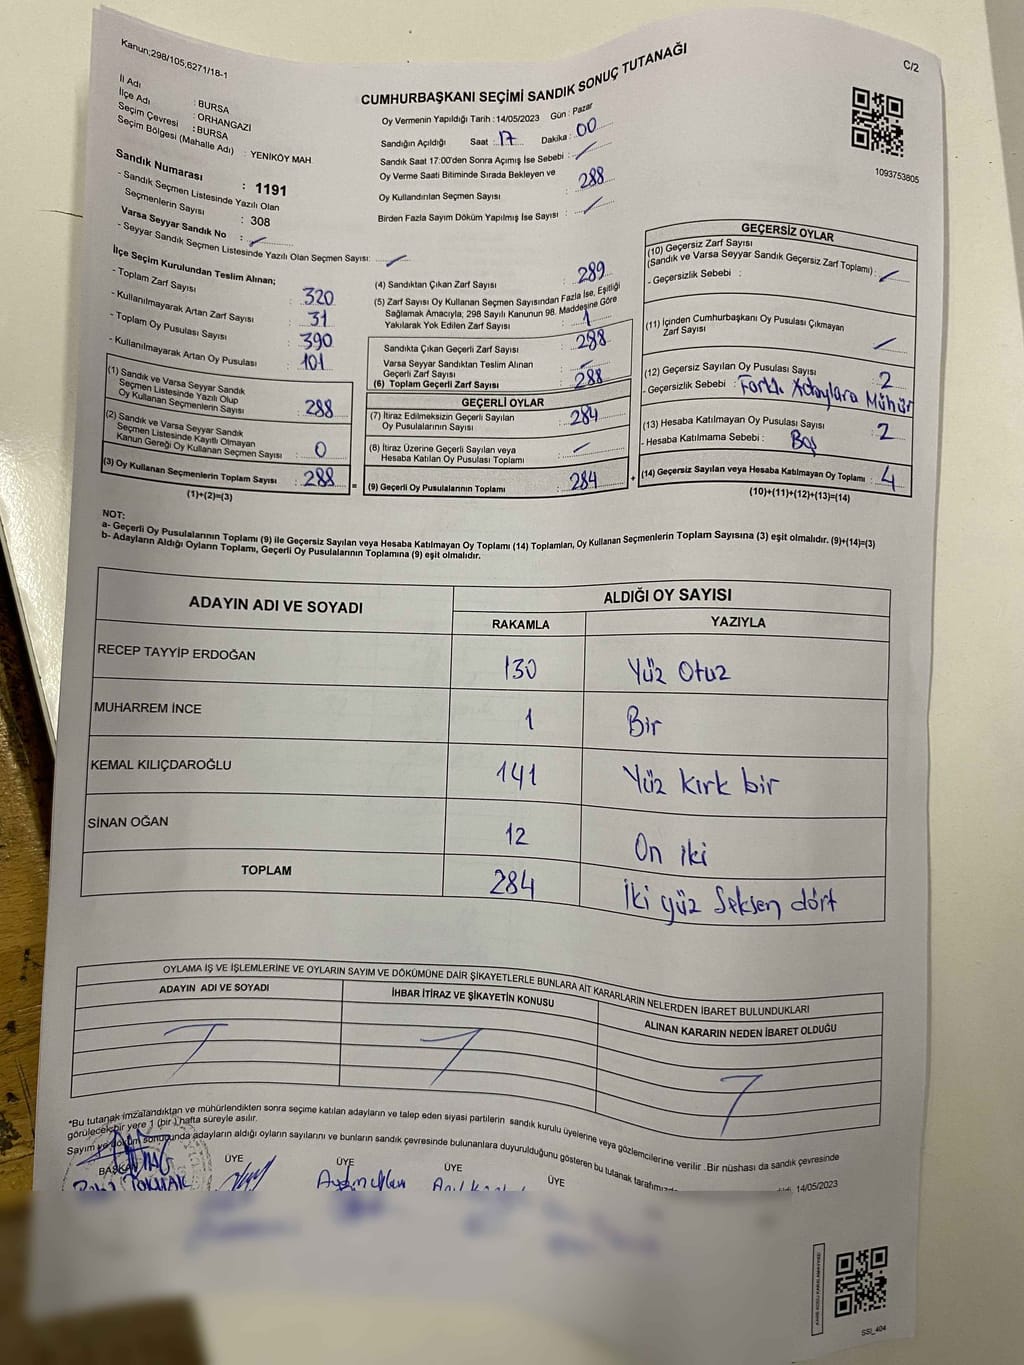 Kanun:298/105,6271/18-1
C/2
CUMHURBAŞKANI SEÇİMİ SANDIK SONUÇ TUTANAĞI
İl Adı : BURSA
İlçe Adı : ORHANGAZİ
Seçim Çevresi : BURSA
Seçim Bölgesi (Mahalle Adı) : YENİKÖY MAH
Sandık Numarası : 1191
- Sandık Seçmen Listesinde Yazılı Olan
Seçmenlerin Sayısı : 308
Varsa Seyyar Sandık No :
- Seyyar Sandık Seçmen Listesinde Yazılı Olan Seçmen Sayısı:
Oy Vermenin Yapıldığı Tarih : 14/05/2023 Gün : Pazar
Sandığın Açıldığı Saat : 17 Dakika : 00
Sandık Saat 17:00'den Sonra Açılmış İse Sebebi :
Oy Verme Saati Bitiminde Sırada Bekleyen ve
Oy Kullandırılan Seçmen Sayısı : 288
Birden Fazla Sayım Döküm Yapılmış İse Sayısı :
1093753805
İlçe Seçim Kurulundan Teslim Alınan;
- Toplam Zarf Sayısı : 320
- Kullanılmayarak Artan Zarf Sayısı : 31
- Toplam Oy Pusulası Sayısı : 390
- Kullanılmayarak Artan Oy Pusulası : 101
(1) Sandık ve Varsa Seyyar Sandık
Seçmen Listesinde Yazılı Olup
Oy Kullanan Seçmenlerin Sayısı : 288
(2) Sandık ve Varsa Seyyar Sandık
Seçmen Listesinde Kayıtlı Olmayan
Kanun Gereği Oy Kullanan Seçmen Sayısı : 0
(3) Oy Kullanan Seçmenlerin Toplam Sayısı : 288
(1)+(2)=(3)
(4) Sandıktan Çıkan Zarf Sayısı : 289
(5) Zarf Sayısı Oy Kullanan Seçmen Sayısından Fazla İse, Eşitliği
Sağlamak Amacıyla; 298 Sayılı Kanunun 98. Maddesine Göre
Yakılarak Yok Edilen Zarf Sayısı : 1
Sandıkta Çıkan Geçerli Zarf Sayısı : 288
Varsa Seyyar Sandıktan Teslim Alınan
Geçerli Zarf Sayısı :
(6) Toplam Geçerli Zarf Sayısı : 288
GEÇERLİ OYLAR
(7) İtiraz Edilmeksizin Geçerli Sayılan
Oy Pusulalarının Sayısı : 284
(8) İtiraz Üzerine Geçerli Sayılan veya
Hesaba Katılan Oy Pusulası Toplamı :
= (9) Geçerli Oy Pusulalarının Toplamı : 284 +
GEÇERSİZ OYLAR
(10) Geçersiz Zarf Sayısı
(Sandık ve Varsa Seyyar Sandık Geçersiz Zarf Toplamı) :
- Geçersizlik Sebebi :
(11) İçinden Cumhurbaşkanı Oy Pusulası Çıkmayan
Zarf Sayısı :
(12) Geçersiz Sayılan Oy Pusulası Sayısı : 2
- Geçersizlik Sebebi : Farklı Adaylara Mühür
(13) Hesaba Katılmayan Oy Pusulası Sayısı : 2
- Hesaba Katılmama Sebebi : Boş
(14) Geçersiz Sayılan veya Hesaba Katılmayan Oy Toplamı : 4
(10)+(11)+(12)+(13)=(14)
NOT:
a- Geçerli Oy Pusulalarının Toplamı (9) ile Geçersiz Sayılan veya Hesaba Katılmayan Oy Toplamı (14) Toplamları, Oy Kullanan Seçmenlerin Toplam Sayısına (3) eşit olmalıdır. (9)+(14)=(3)
b- Adayların Aldığı Oyların Toplamı, Geçerli Oy Pusulalarının Toplamına (9) eşit olmalıdır.
ADAYIN ADI VE SOYADI ALDIĞI OY SAYISI
RAKAMLA YAZIYLA
RECEP TAYYİP ERDOĞAN 130 Yüz Otuz
MUHARREM İNCE 1 Bir
KEMAL KILIÇDAROĞLU 141 Yüz kırk bir
SİNAN OĞAN 12 On iki
TOPLAM 284 İki yüz Seksen dört
OYLAMA İŞ VE İŞLEMLERİNE VE OYLARIN SAYIM VE DÖKÜMÜNE DAİR ŞİKAYETLERLE BUNLARA AİT KARARLARIN NELERDEN İBARET BULUNDUKLARI
ADAYIN ADI VE SOYADI İHBAR İTİRAZ VE ŞİKAYETİN KONUSU ALINAN KARARIN NEDEN İBARET OLDUĞU
*Bu tutanak imzalandıktan ve mühürlendikten sonra seçime katılan adayların ve talep eden siyasi partilerin sandık kurulu üyelerine veya gözlemcilerine verilir .Bir nüshası da sandık çevresinde
görülecek bir yere 1 (bir ) hafta süreyle asılır.
Sayım ve döküm sonucunda adayların aldığı oyların sayılarını ve bunların sandık çevresinde bulunanlara duyurulduğunu gösteren bu tutanak tarafımızdan 14/05/2023
BAŞKAN ÜYE ÜYE ÜYE ÜYE
TOKMAK
SSI_404